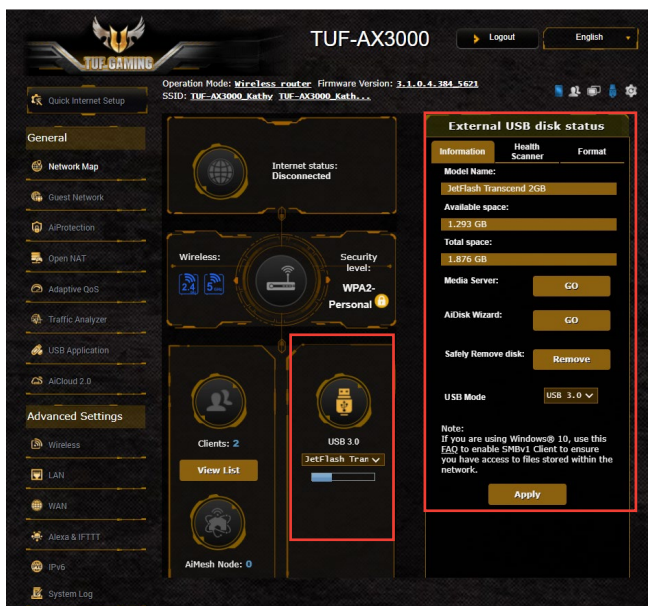 TUF GAMING
TUF-AX3000
Logout
English
Operation Mode: Wireless router Firmware Version: 3.1.0.4.384_5621
SSID: TUF-AX3000_Kathy TUF-AX3000_Kath...
Quick Internet Setup
General
Network Map
Guest Network
AiProtection
Open NAT
Adaptive QoS
Traffic Analyzer
USB Application
AiCloud 2.0
Advanced Settings
Wireless
LAN
WAN
Alexa & IFTTT
IPv6
System Log
Internet status:
Disconnected
Wireless:
2.4
5
Security
level:
WPA2-
Personal
Clients: 2
View List
AiMesh Node: 0
USB 3.0
JetFlash Tran
External USB disk status
Information
Health
Scanner
Format
Model Name:
JetFlash Transcend 2GB
Available space:
1.293 GB
Total space:
1.876 GB
Media Server:
GO
AiDisk Wizard:
GO
Safely Remove disk:
Remove
USB Mode
USB 3.0
Note:
If you are using Windows® 10, use this
FAQ to enable SMBv1 Client to ensure
you have access to files stored within the
network.
Apply